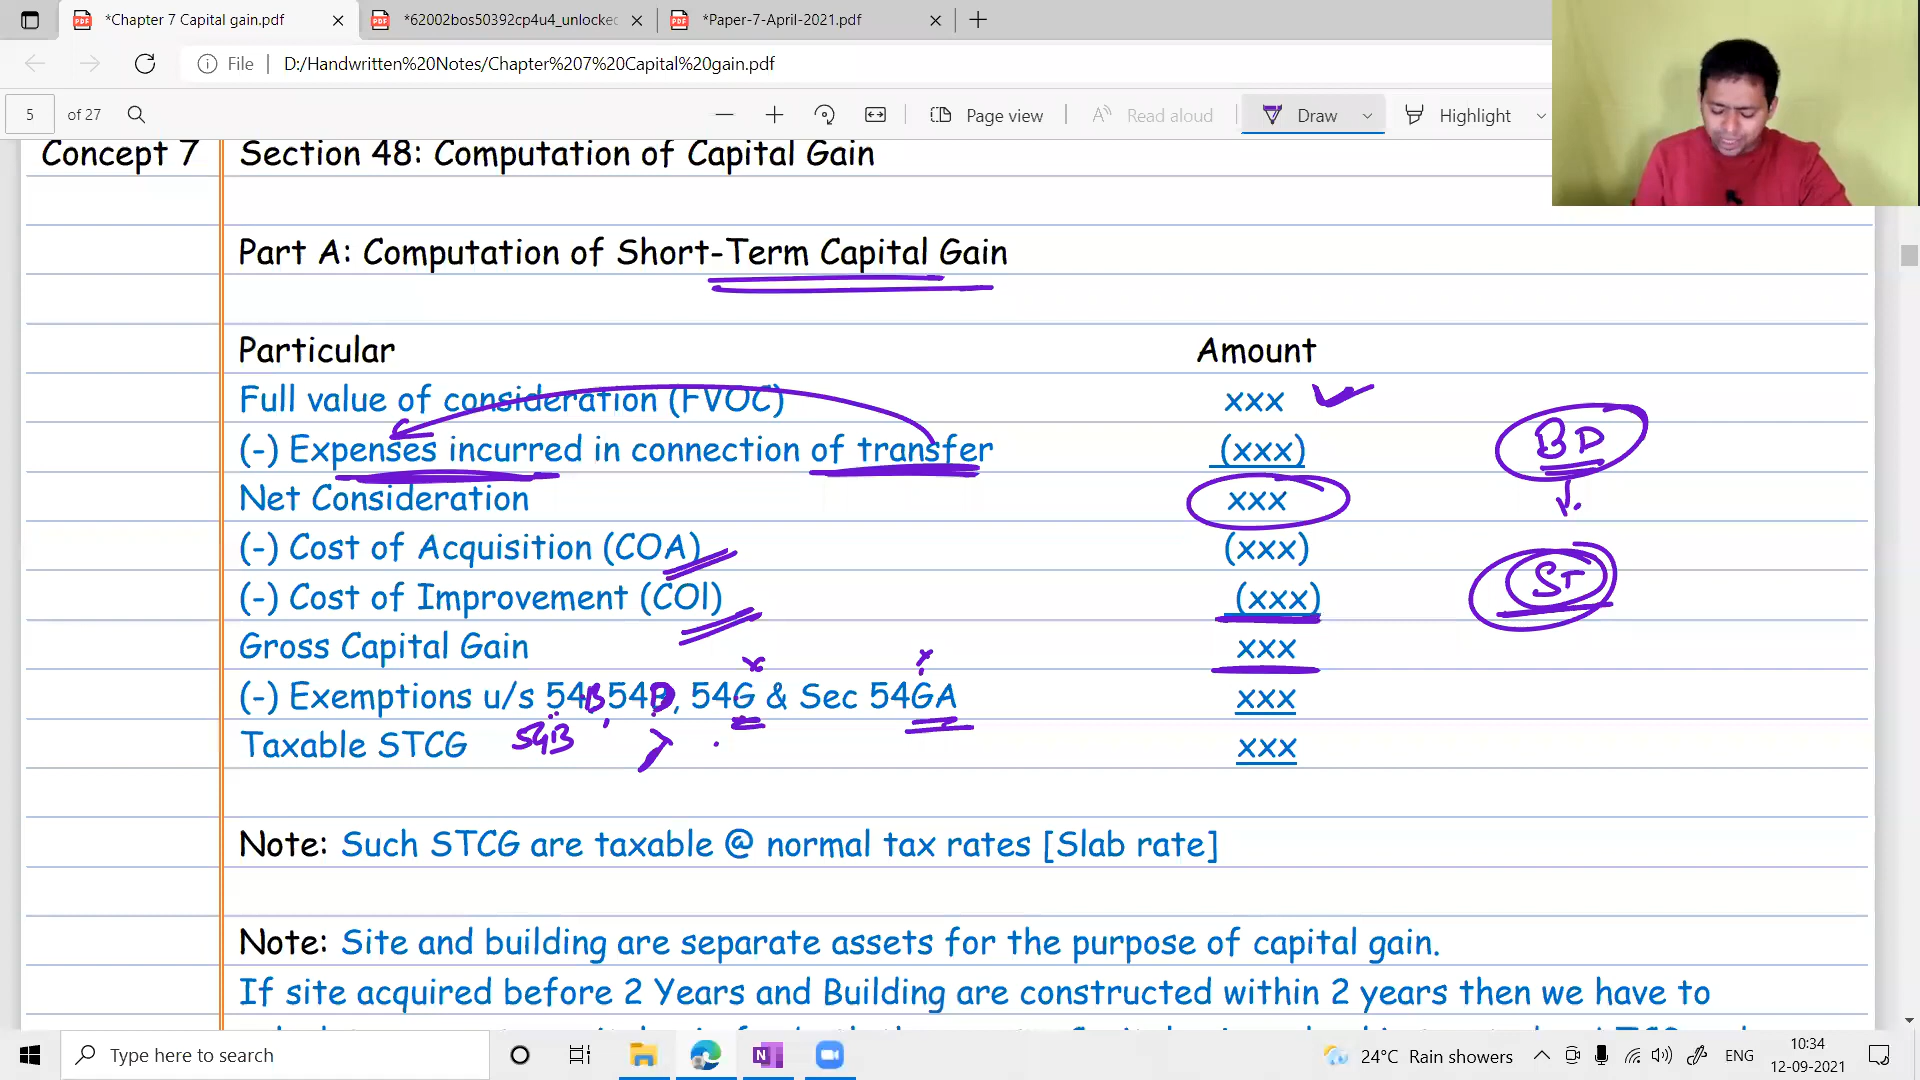 *Chapter 7 Capital gain.pdf
*62002bos50392cp4u4_unlocked
*Paper-7-April-2021.pdf
File D:/Handwritten%20Notes/Chapter%207%20Capital%20gain.pdf
5 of 27 Page view Read aloud Draw Highlight
Concept 7 Section 48: Computation of Capital Gain
Part A: Computation of Short-Term Capital Gain
Particular Amount
Full value of consideration (FVOC) xxx
(-) Expenses incurred in connection of transfer (xxx) BD
Net Consideration xxx
(-) Cost of Acquisition (COA) (xxx)
(-) Cost of Improvement (COI) (xxx) ST
Gross Capital Gain xxx
(-) Exemptions u/s 54B 54D, 54G & Sec 54GA xxx
Taxable STCG 54B xxx
Note: Such STCG are taxable @ normal tax rates [Slab rate]
Note: Site and building are separate assets for the purpose of capital gain.
If site acquired before 2 Years and Building are constructed within 2 years then we have to
Type here to search
24°C Rain showers
ENG
10:34
12-09-2021